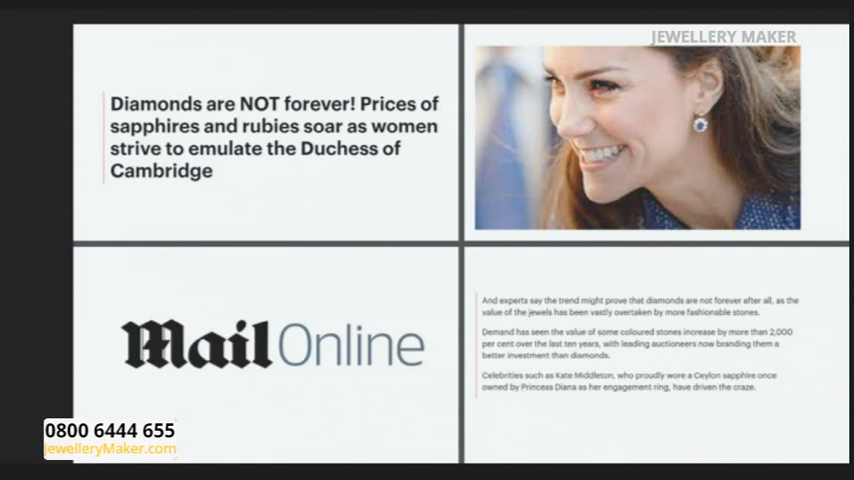 JEWELLERY MAKER
Diamonds are NOT forever! Prices of
sapphires and rubies soar as women
strive to emulate the Duchess of
Cambridge
Mail Online
And experts say the trend might prove that diamonds are not forever after all, as the
value of the jewels has been vastly overtaken by more fashionable stones.
Demand has seen the value of some coloured stones increase by more than 2,000
per cent over the last ten years, with leading auctioneers now branding them a
better investment than diamonds.
Celebrities such as Kate Middleton, who proudly wore a Ceylon sapphire once
owned by Princess Diana as her engagement ring, have driven the craze.
0800 6444 655
JewelleryMaker.com